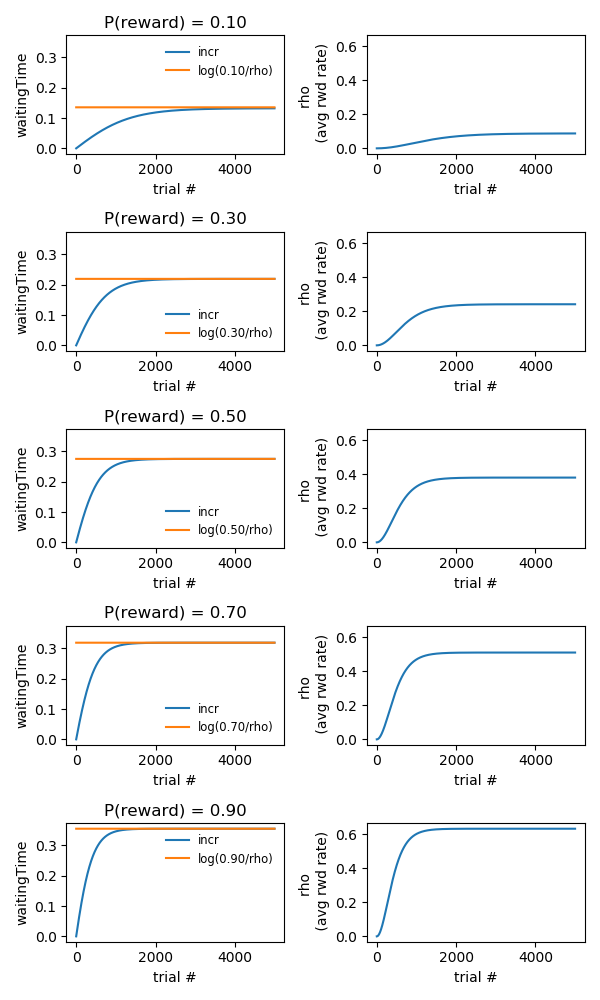 P(reward) = 0.10
waitingTime
0.3
0.2
0.1
0.0
incr
log(0.10/rho)
0
2000
4000
trial #
rho
(avg rwd rate)
0.6
0.4
0.2
0.0
0
2000
4000
trial #
P(reward) = 0.30
waitingTime
0.3
0.2
0.1
0.0
incr
log(0.30/rho)
0
2000
4000
trial #
rho
(avg rwd rate)
0.6
0.4
0.2
0.0
0
2000
4000
trial #
P(reward) = 0.50
waitingTime
0.3
0.2
0.1
0.0
incr
log(0.50/rho)
0
2000
4000
trial #
rho
(avg rwd rate)
0.6
0.4
0.2
0.0
0
2000
4000
trial #
P(reward) = 0.70
waitingTime
0.3
0.2
0.1
0.0
incr
log(0.70/rho)
0
2000
4000
trial #
rho
(avg rwd rate)
0.6
0.4
0.2
0.0
0
2000
4000
trial #
P(reward) = 0.90
waitingTime
0.3
0.2
0.1
0.0
incr
log(0.90/rho)
0
2000
4000
trial #
rho
(avg rwd rate)
0.6
0.4
0.2
0.0
0
2000
4000
trial #